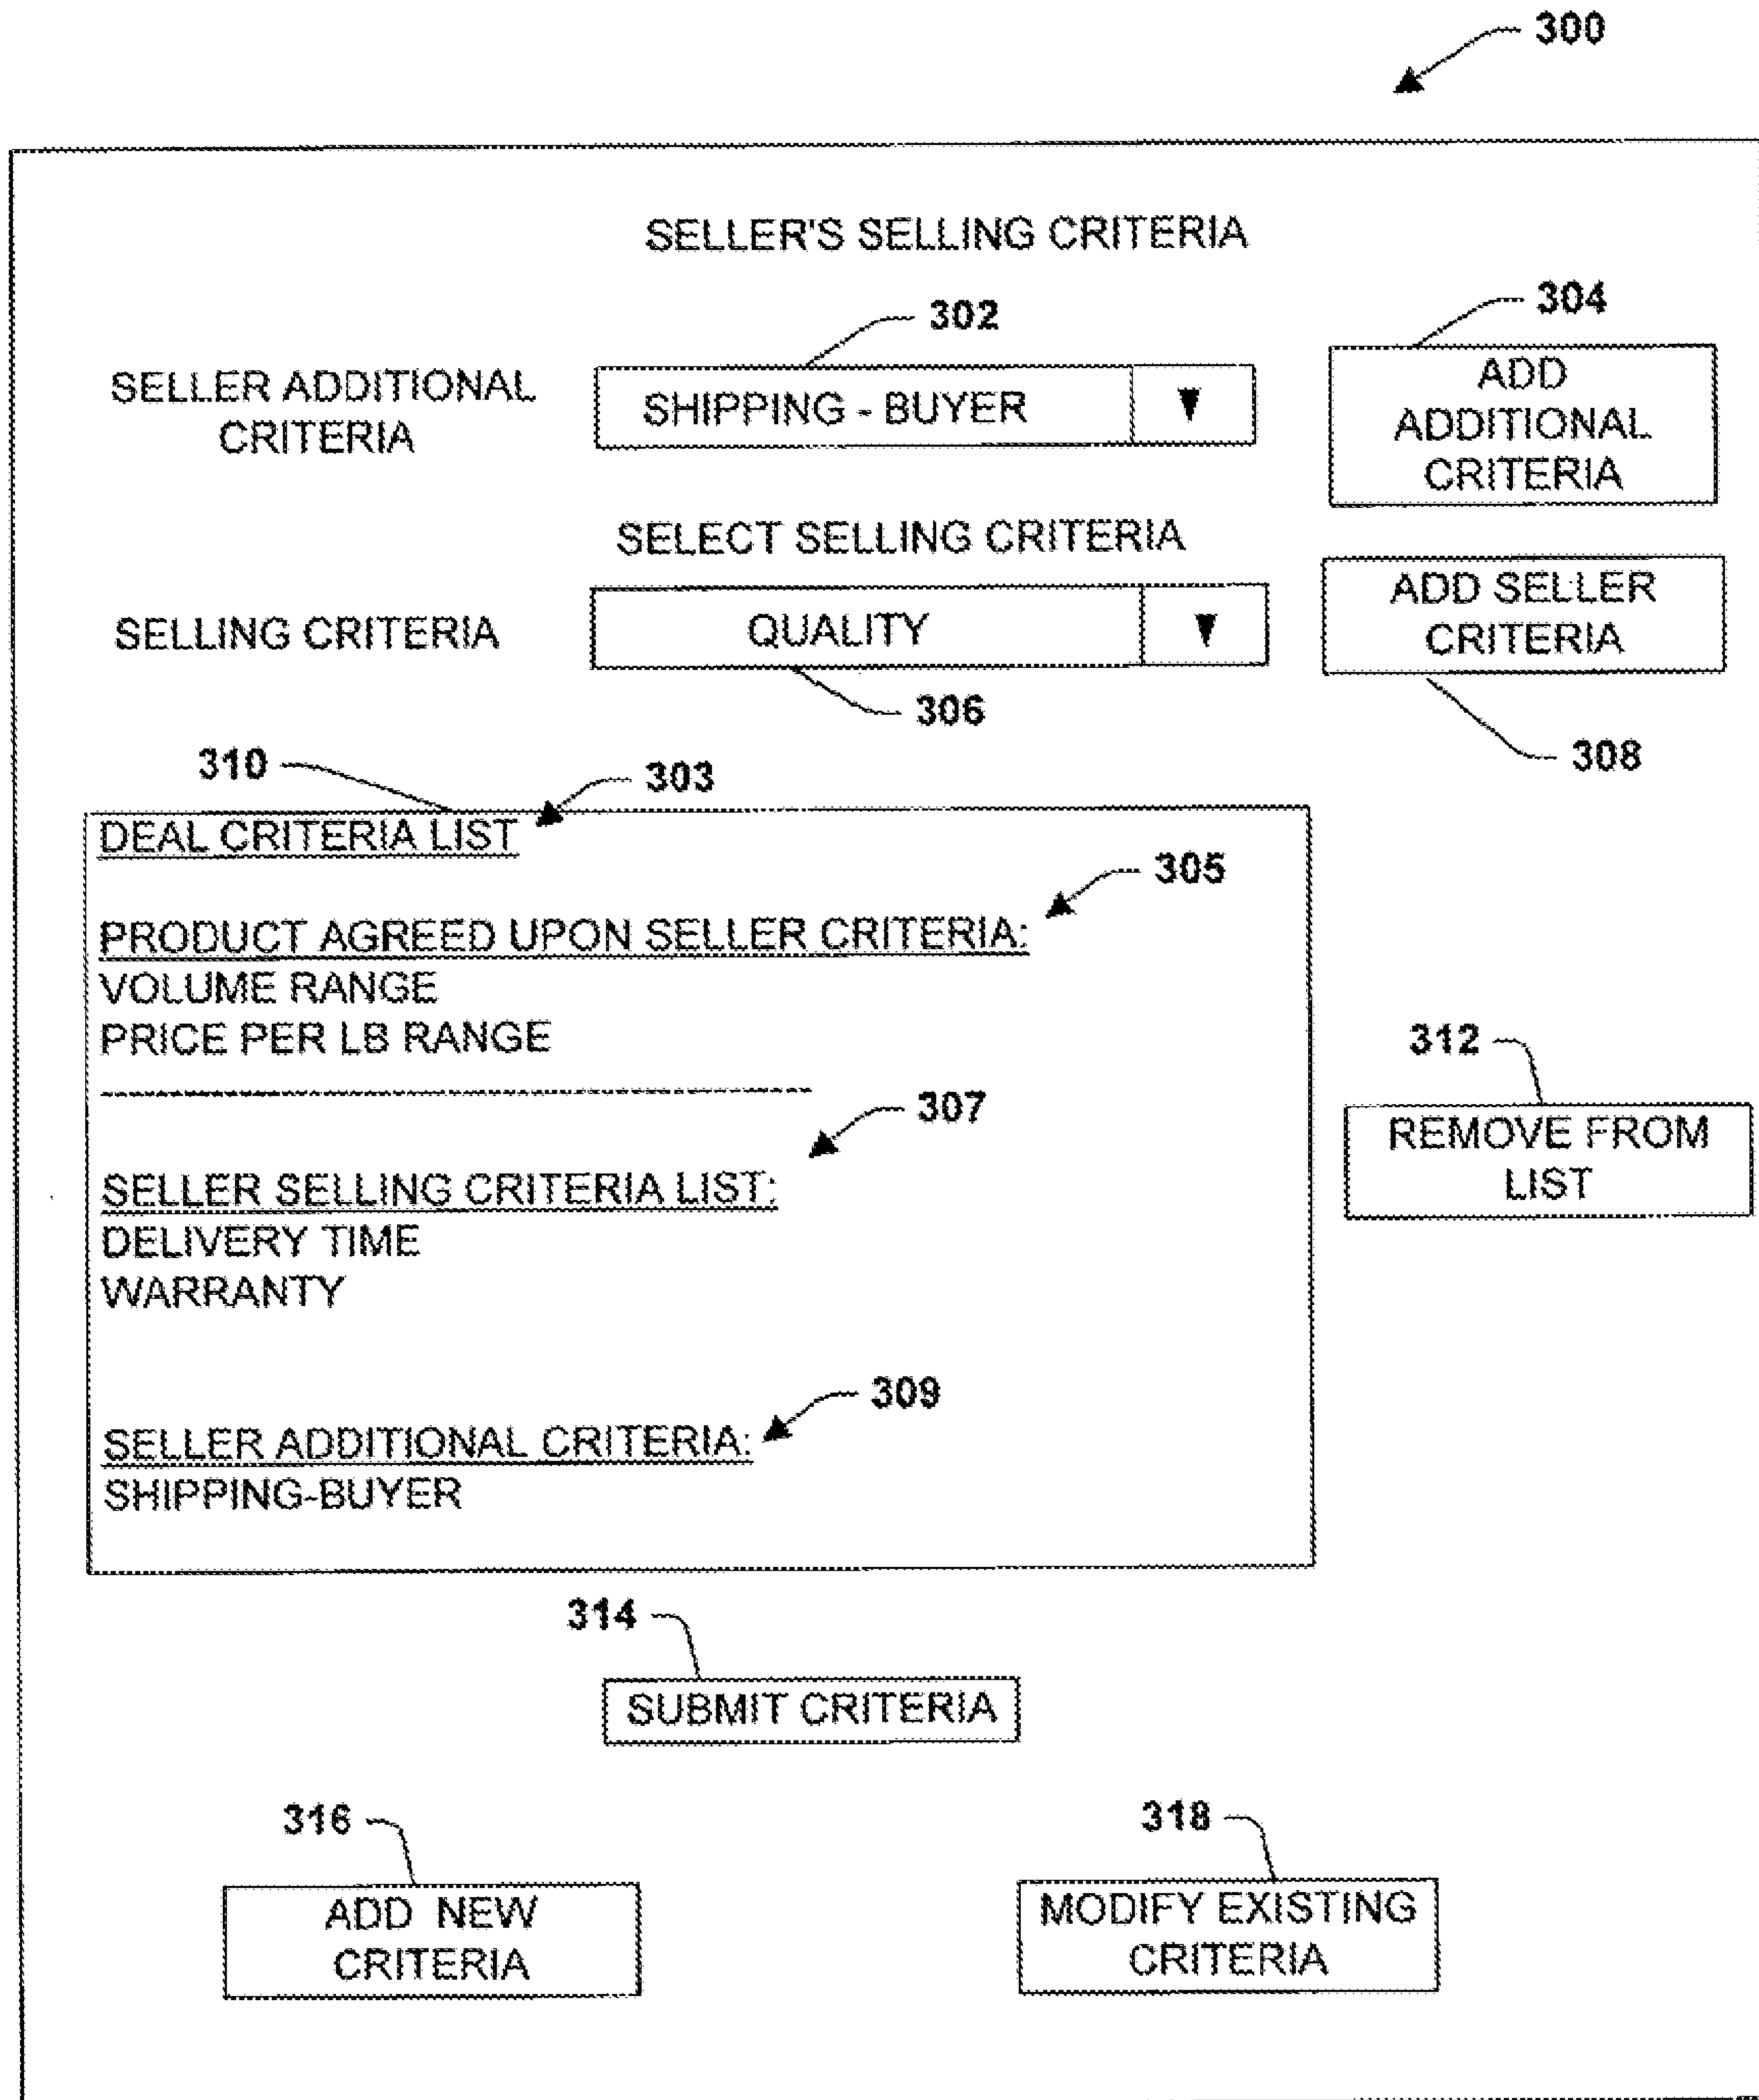 300
SELLER'S SELLING CRITERIA
302
304
SELLER ADDITIONAL
CRITERIA
SHIPPING - BUYER
ADD
ADDITIONAL
CRITERIA
SELECT SELLING CRITERIA
SELLING CRITERIA
QUALITY
ADD SELLER
CRITERIA
306
308
310
303
DEAL CRITERIA LIST
305
PRODUCT AGREED UPON SELLER CRITERIA:
VOLUME RANGE
PRICE PER LB RANGE
312
307
REMOVE FROM
LIST
SELLER SELLING CRITERIA LIST:
DELIVERY TIME
WARRANTY
309
SELLER ADDITIONAL CRITERIA:
SHIPPING-BUYER
314
SUBMIT CRITERIA
316
318
ADD NEW
CRITERIA
MODIFY EXISTING
CRITERIA